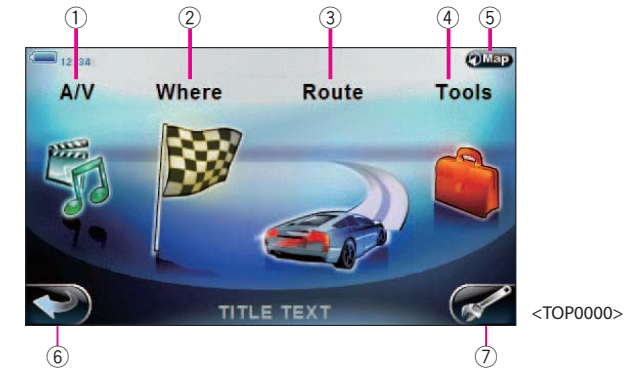 ① ② ③ ④ ⑤
12:34
Map
A/V Where Route Tools
TITLE TEXT
<TOP0000>
⑥ ⑦